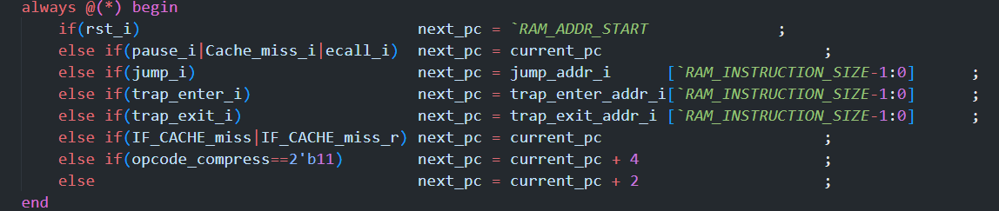 always @(*) begin
if(rst_i) next_pc = `RAM_ADDR_START ;
else if(pause_i|Cache_miss_i|ecall_i) next_pc = current_pc ;
else if(jump_i) next_pc = jump_addr_i [`RAM_INSTRUCTION_SIZE-1:0] ;
else if(trap_enter_i) next_pc = trap_enter_addr_i[`RAM_INSTRUCTION_SIZE-1:0] ;
else if(trap_exit_i) next_pc = trap_exit_addr_i [`RAM_INSTRUCTION_SIZE-1:0] ;
else if(IF_CACHE_miss|IF_CACHE_miss_r) next_pc = current_pc ;
else if(opcode_compress==2'b11) next_pc = current_pc + 4 ;
else next_pc = current_pc + 2 ;
end